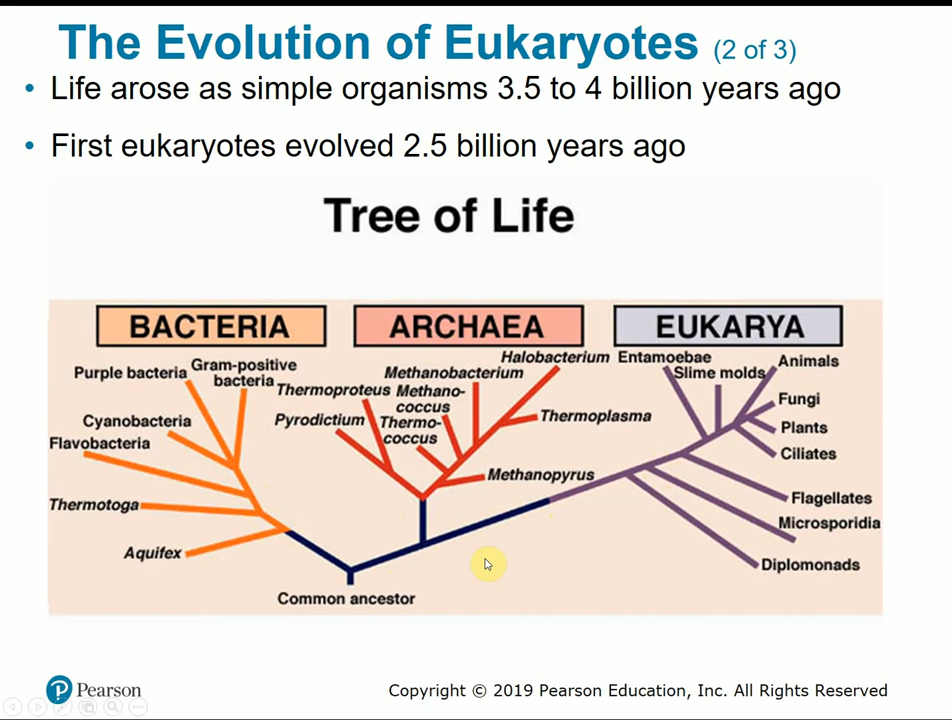 The Evolution of Eukaryotes (2 of 3)
• Life arose as simple organisms 3.5 to 4 billion years ago
• First eukaryotes evolved 2.5 billion years ago
Tree of Life
BACTERIA
ARCHAEA
EUKARYA
Purple bacteria
Gram-positive
bacteria
Cyanobacteria
Flavobacteria
Thermotoga
Aquifex
Thermoproteus
Pyrodictium
Methanobacterium
Methano-
coccus
Thermo-
coccus
Halobacterium
Thermoplasma
Methanopyrus
Entamoebae
Slime molds
Animals
Fungi
Plants
Ciliates
Flagellates
Microsporidia
Diplomonads
Common ancestor
P Pearson
Copyright © 2019 Pearson Education, Inc. All Rights Reserved